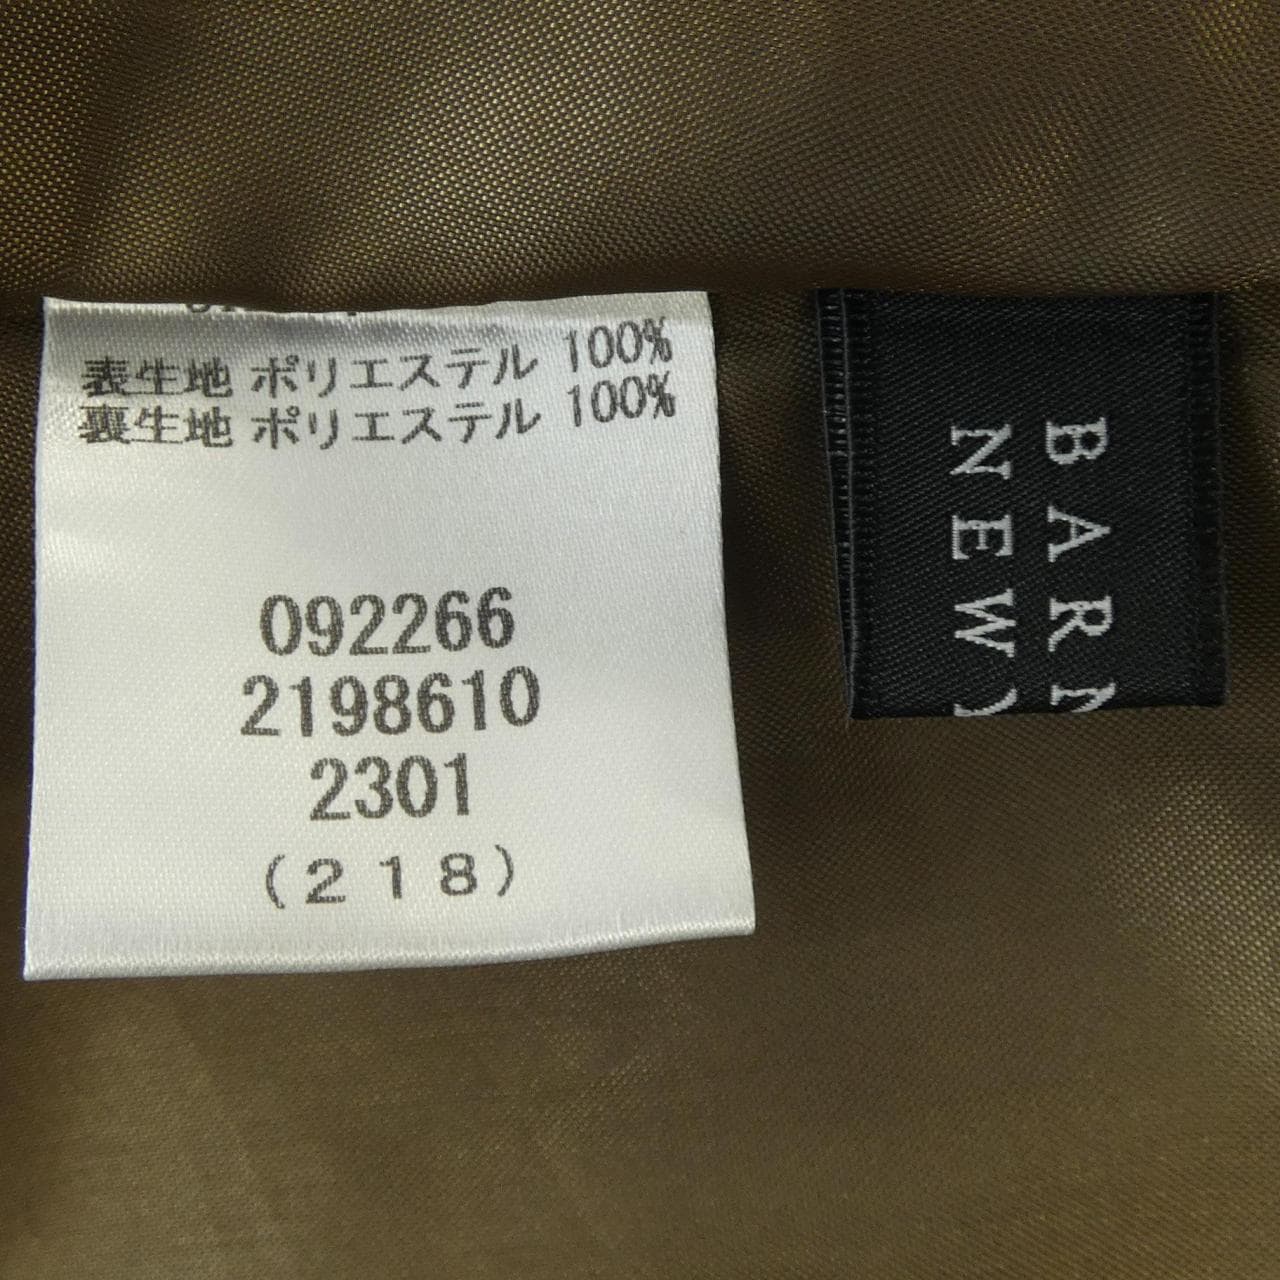 表生地 ポリエステル 100%
裏生地 ポリエステル 100%
092266
2198610
2301
(218)
BARN
NEW